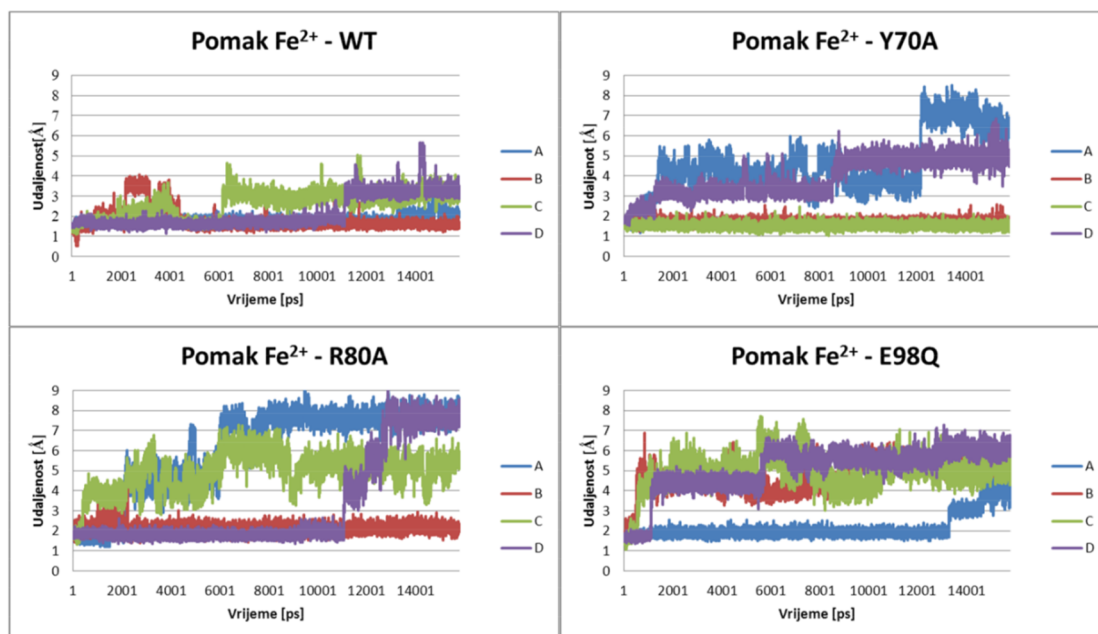 Pomak Fe²⁺ - WT
Udaljenost[Å]
9
8
7
6
5
4
3
2
1
0
1 2001 4001 6001 8001 10001 12001 14001
Vrijeme [ps]
A
B
C
D
Pomak Fe²⁺ - Y70A
Udaljenot [Å]
9
8
7
6
5
4
3
2
1
0
1 2001 4001 6001 8001 10001 12001 14001
Vrijeme [ps]
A
B
C
D
Pomak Fe²⁺ - R80A
Udaljenost [Å]
9
8
7
6
5
4
3
2
1
0
1 2001 4001 6001 8001 10001 12001 14001
Vrijeme [ps]
A
B
C
D
Pomak Fe²⁺ - E98Q
Udaljenost [Å]
9
8
7
6
5
4
3
2
1
0
1 2001 4001 6001 8001 10001 12001 14001
Vrijeme [ps]
A
B
C
D